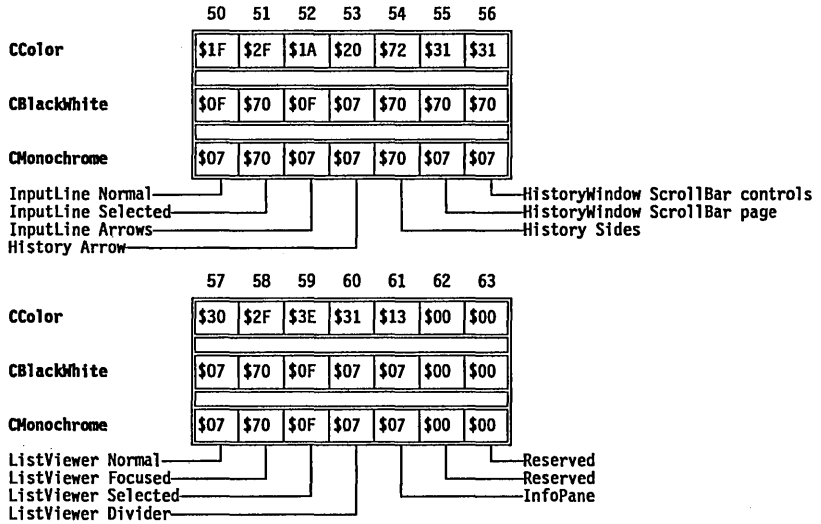 50 51 52 53 54 55 56
CColor $1F $2F $1A $20 $72 $31 $31
CBlackWhite $0F $70 $0F $07 $70 $70 $70
CMonochrome $07 $70 $07 $07 $70 $07 $07
InputLine Normal HistoryWindow ScrollBar controls
InputLine Selected HistoryWindow ScrollBar page
InputLine Arrows History Sides
History Arrow
57 58 59 60 61 62 63
CColor $30 $2F $3E $31 $13 $00 $00
CBlackWhite $07 $70 $0F $07 $07 $00 $00
CMonochrome $07 $70 $0F $07 $07 $00 $00
ListViewer Normal Reserved
ListViewer Focused Reserved
ListViewer Selected InfoPane
ListViewer Divider